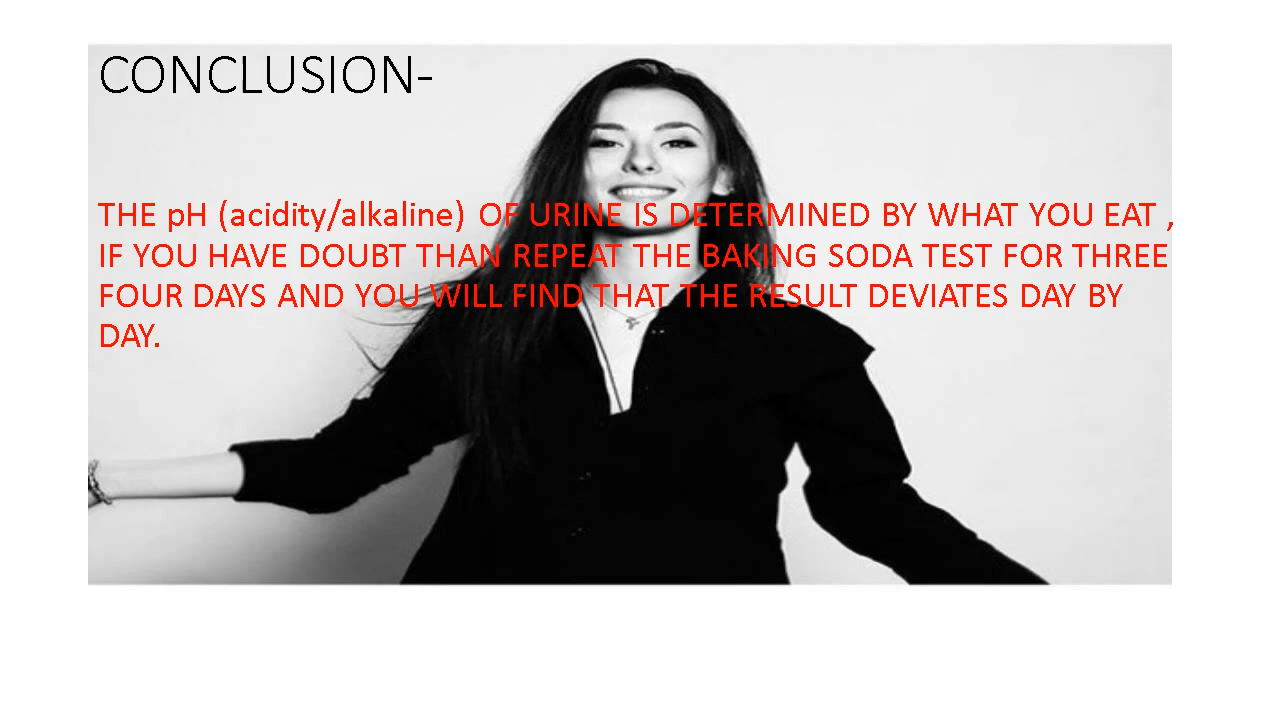 CONCLUSION-
THE pH (acidity/alkaline) OF URINE IS DETERMINED BY WHAT YOU EAT ,
IF YOU HAVE DOUBT THAN REPEAT THE BAKING SODA TEST FOR THREE
FOUR DAYS AND YOU WILL FIND THAT THE RESULT DEVIATES DAY BY
DAY.